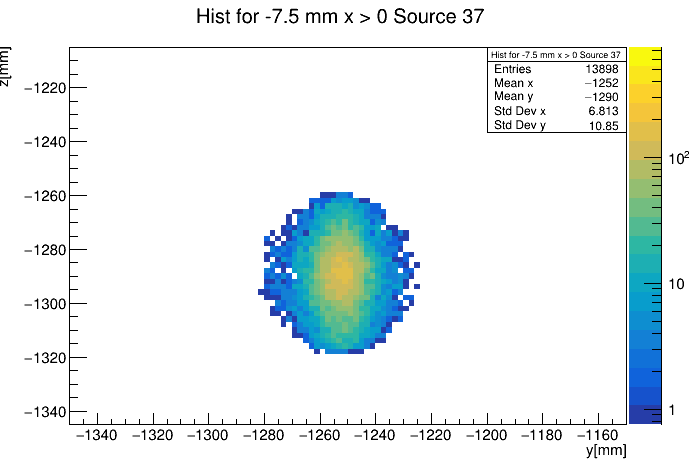 Hist for -7.5 mm x > 0 Source 37
z[mm]
Hist for -7.5 mm x > 0 Source 37
Entries 13898
Mean x −1252
Mean y −1290
Std Dev x 6.813
Std Dev y 10.85
−1220
−1240
−1260
−1280
−1300
−1320
−1340
10²
10
1
−1340 −1320 −1300 −1280 −1260 −1240 −1220 −1200 −1180 −1160
y[mm]